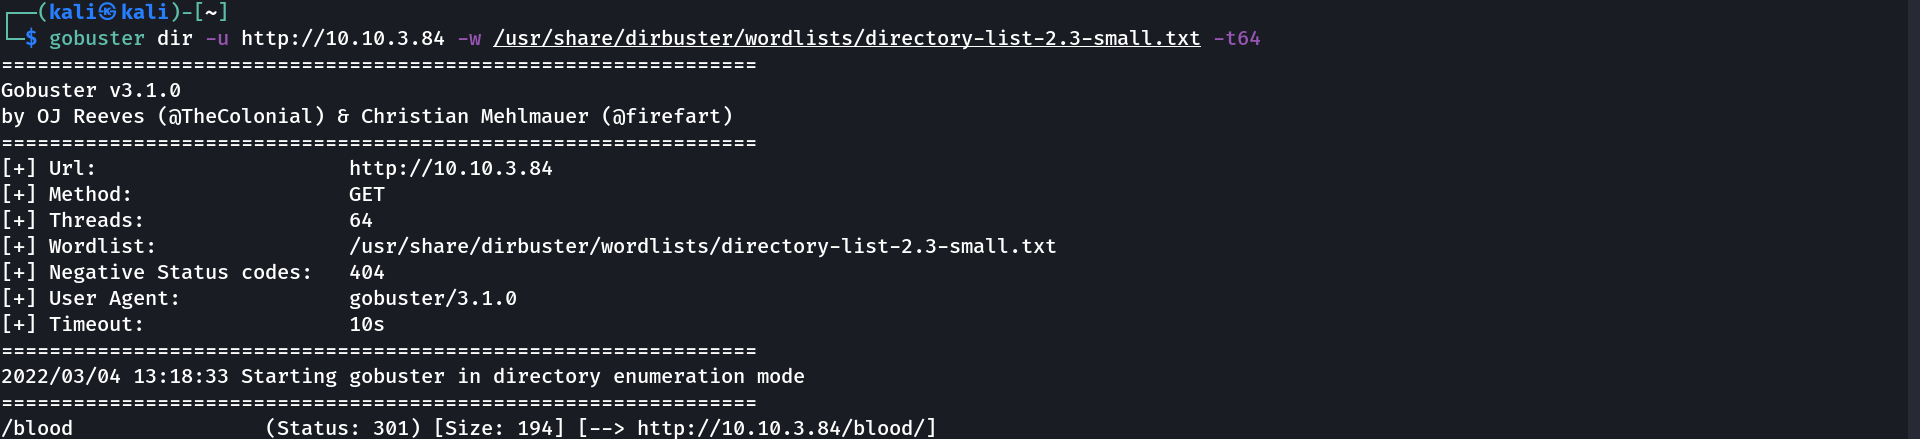 ┌──(kali㉿kali)-[~]
└─$ gobuster dir -u http://10.10.3.84 -w /usr/share/dirbuster/wordlists/directory-list-2.3-small.txt -t64
===============================================================
Gobuster v3.1.0
by OJ Reeves (@TheColonial) & Christian Mehlmauer (@firefart)
===============================================================
[+] Url:                     http://10.10.3.84
[+] Method:                  GET
[+] Threads:                 64
[+] Wordlist:                /usr/share/dirbuster/wordlists/directory-list-2.3-small.txt
[+] Negative Status codes:   404
[+] User Agent:              gobuster/3.1.0
[+] Timeout:                 10s
===============================================================
2022/03/04 13:18:33 Starting gobuster in directory enumeration mode
===============================================================
/blood                (Status: 301) [Size: 194] [--> http://10.10.3.84/blood/]